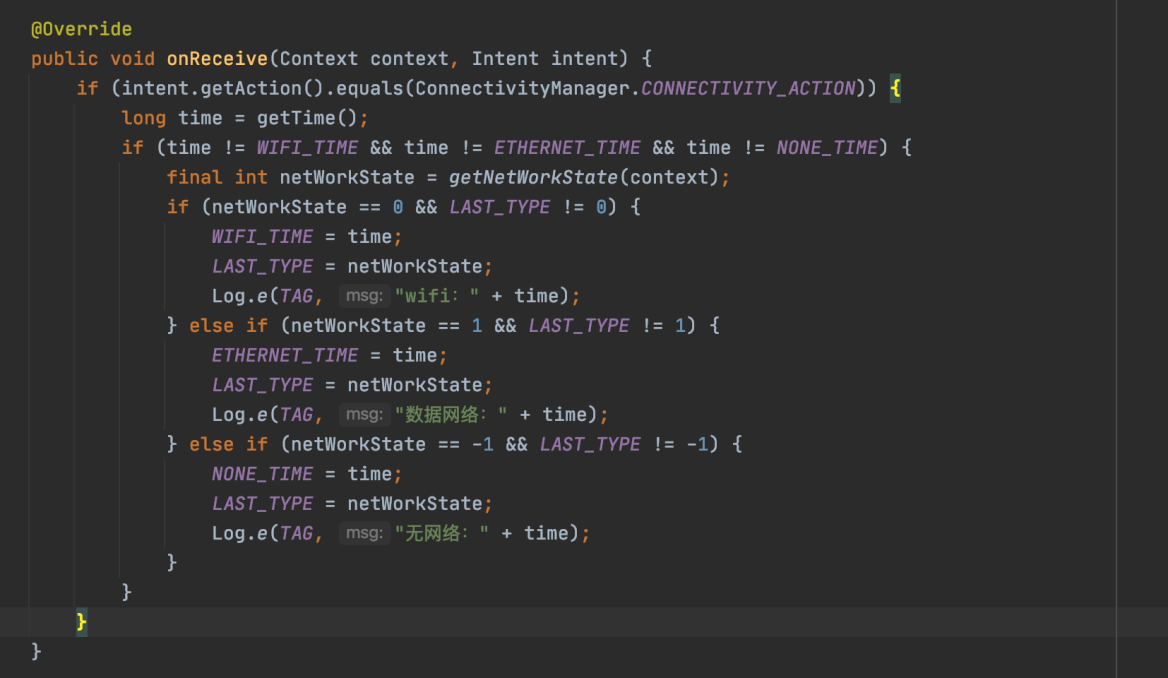 @Override
public void onReceive(Context context, Intent intent) {
if (intent.getAction().equals(ConnectivityManager.CONNECTIVITY_ACTION)) {
long time = getTime();
if (time != WIFI_TIME && time != ETHERNET_TIME && time != NONE_TIME) {
final int netWorkState = getNetWorkState(context);
if (netWorkState == 0 && LAST_TYPE != 0) {
WIFI_TIME = time;
LAST_TYPE = netWorkState;
Log.e(TAG, msg: "wifi：" + time);
} else if (netWorkState == 1 && LAST_TYPE != 1) {
ETHERNET_TIME = time;
LAST_TYPE = netWorkState;
Log.e(TAG, msg: "数据网络：" + time);
} else if (netWorkState == -1 && LAST_TYPE != -1) {
NONE_TIME = time;
LAST_TYPE = netWorkState;
Log.e(TAG, msg: "无网络：" + time);
}
}
}
}